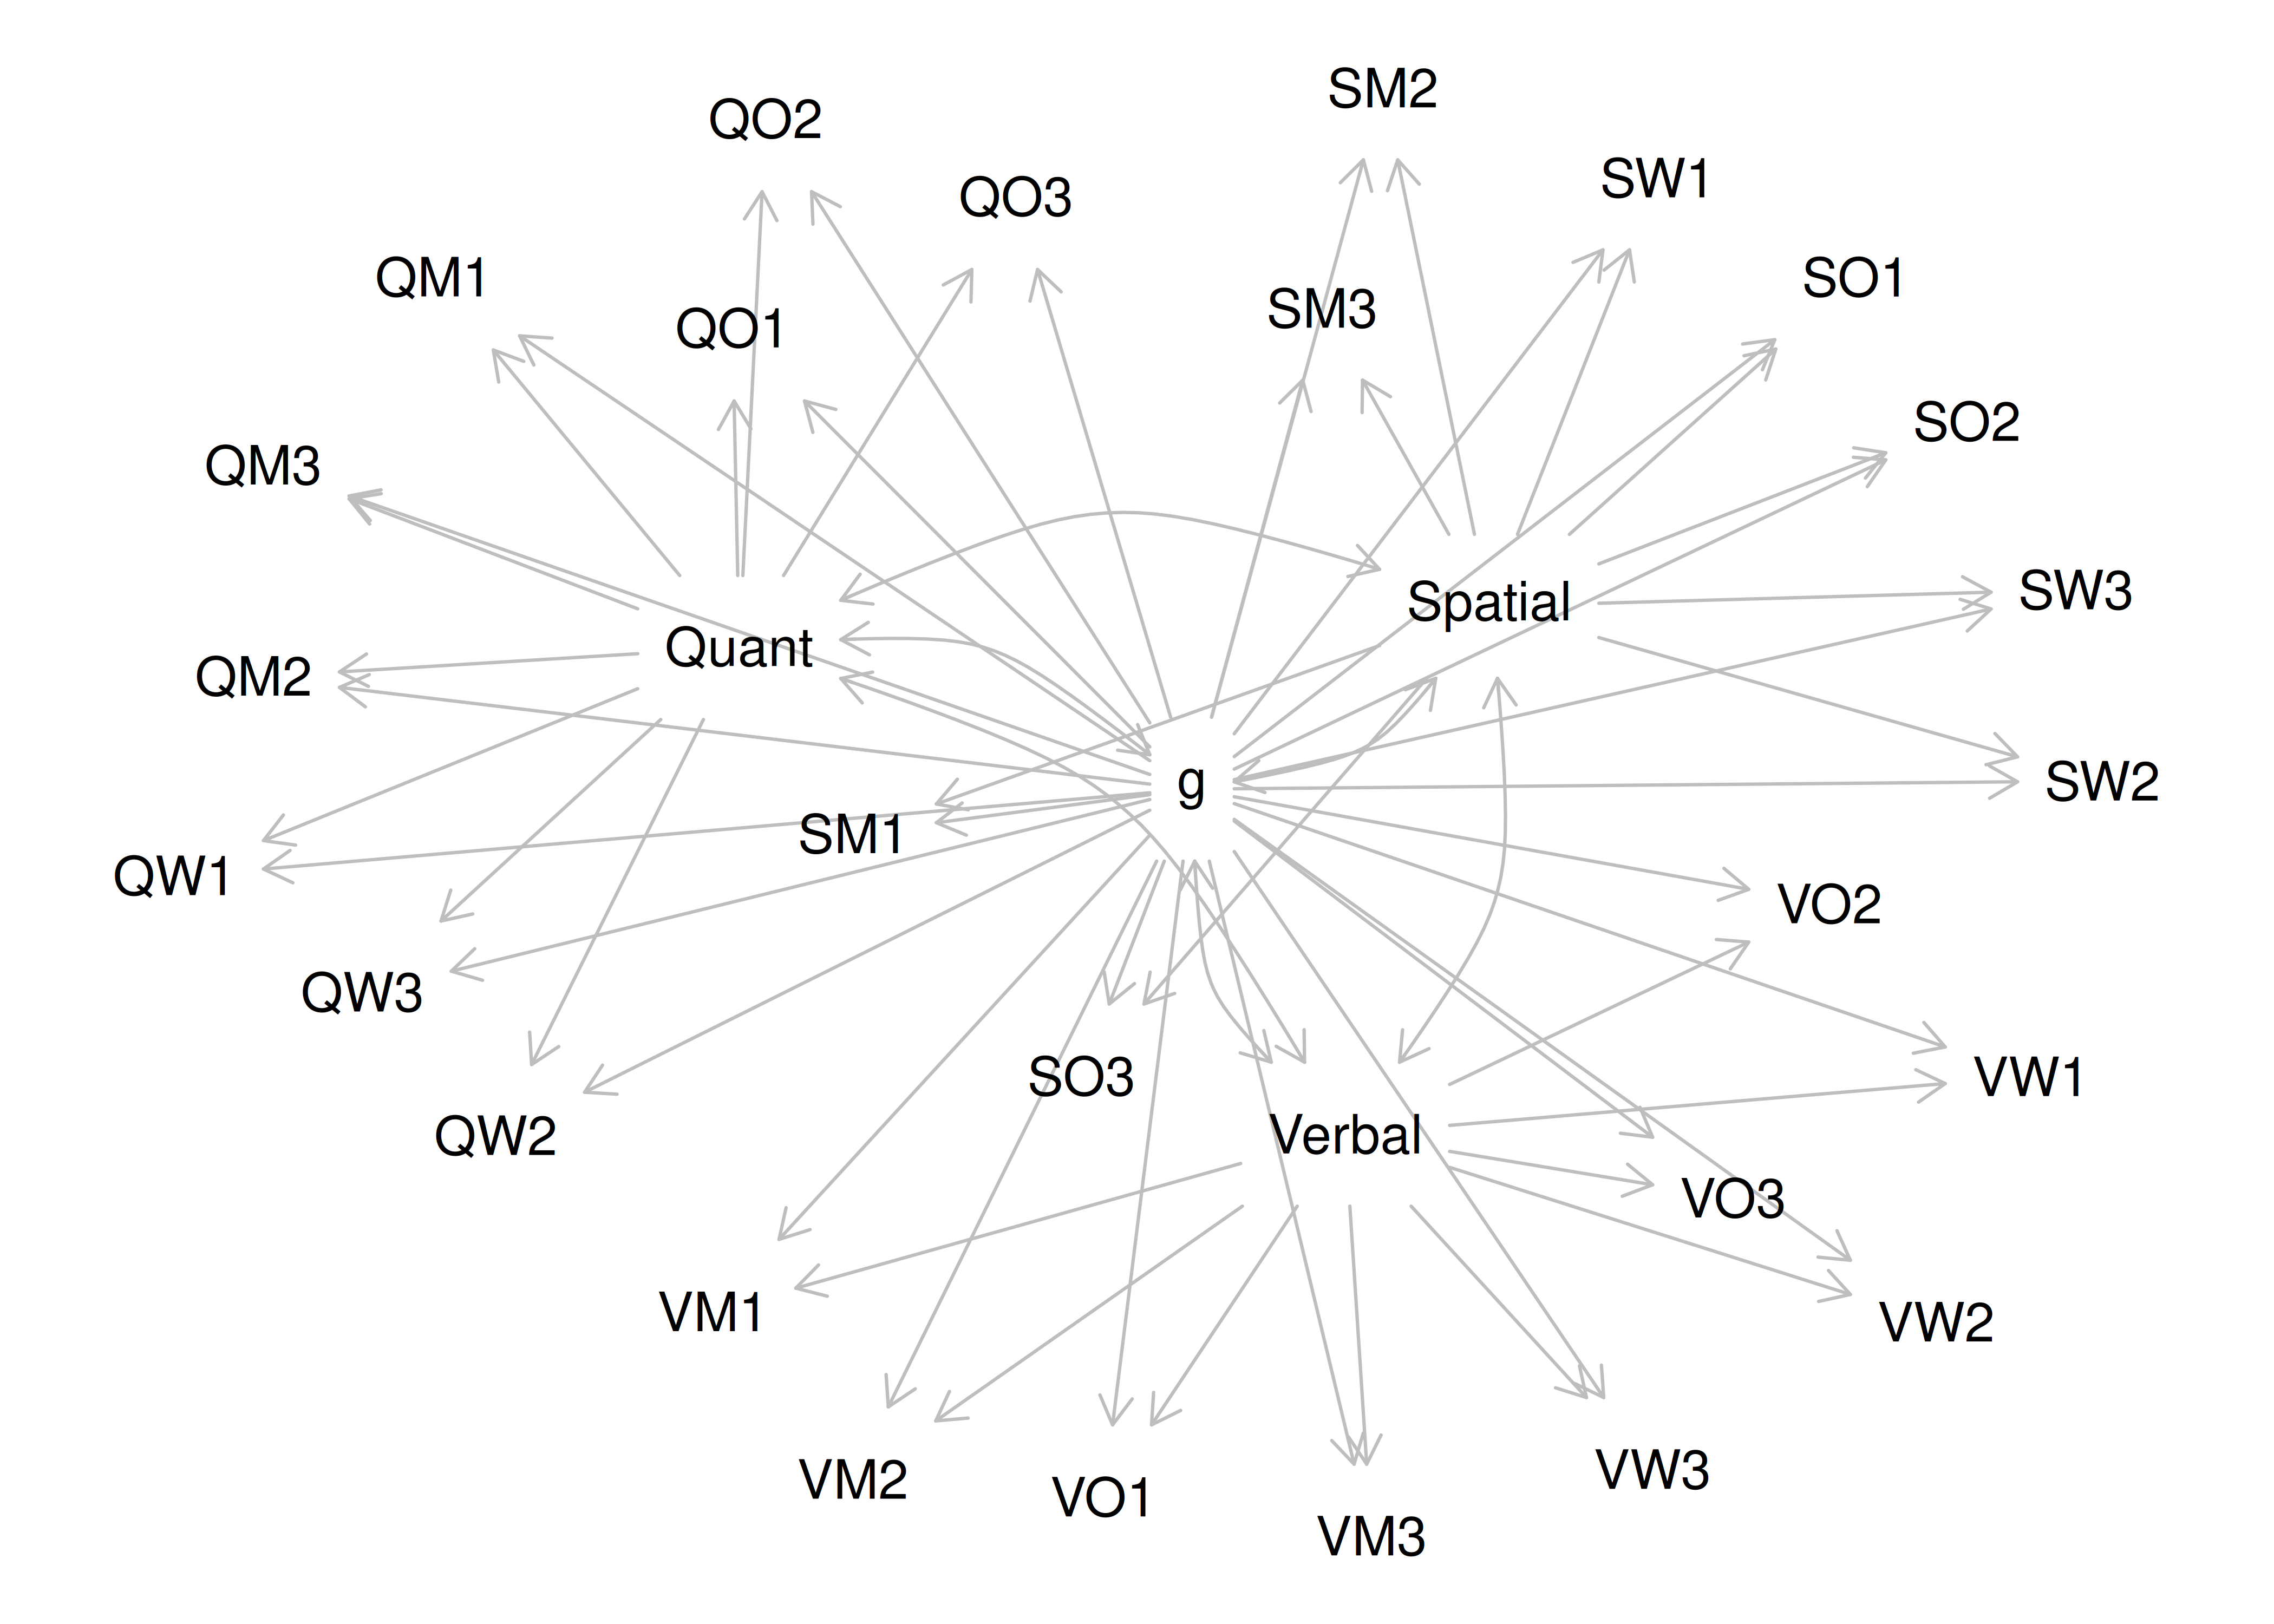 SM2
QO2
SW1
QO3
QM1
SO1
SM3
QO1
SO2
QM3
SW3
Spatial
Quant
QM2
g
SW2
SM1
QW1
VO2
QW3
SO3
VW1
Verbal
QW2
VO3
VM1
VW2
VW3
VM2
VO1
VM3